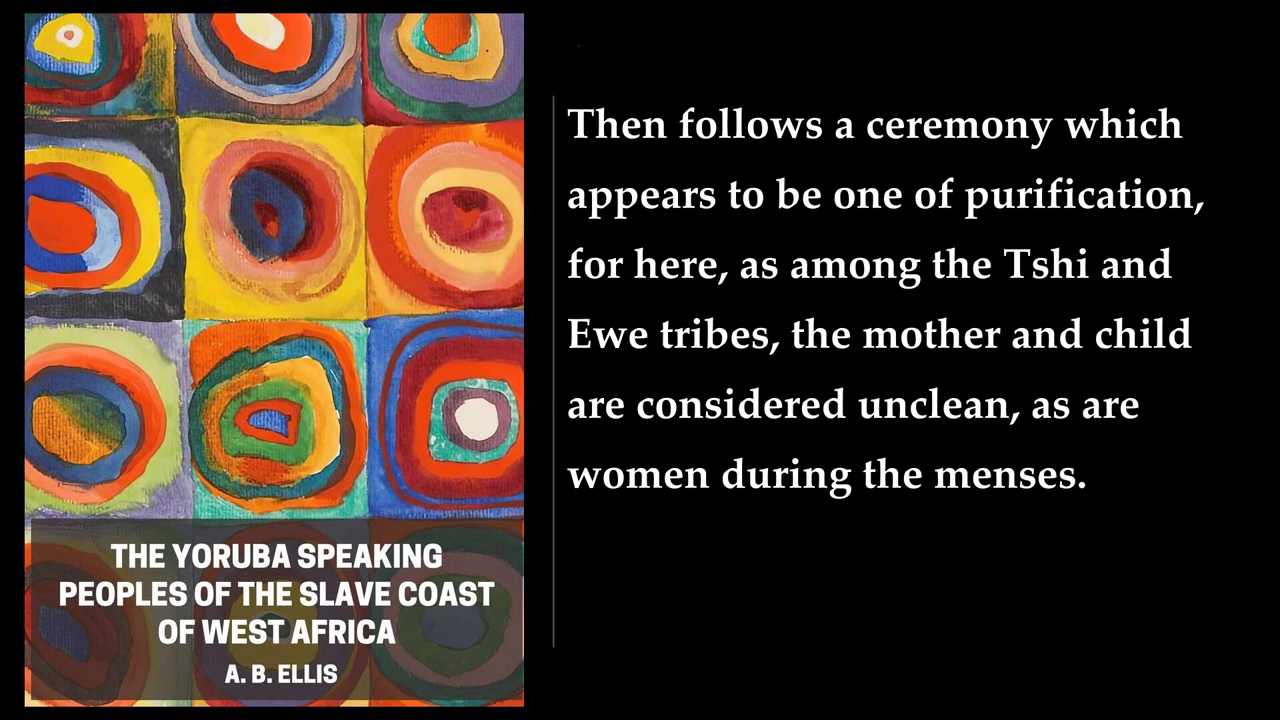 THE YORUBA SPEAKING
PEOPLES OF THE SLAVE COAST
OF WEST AFRICA
A. B. ELLIS
Then follows a ceremony which
appears to be one of purification,
for here, as among the Tshi and
Ewe tribes, the mother and child
are considered unclean, as are
women during the menses.